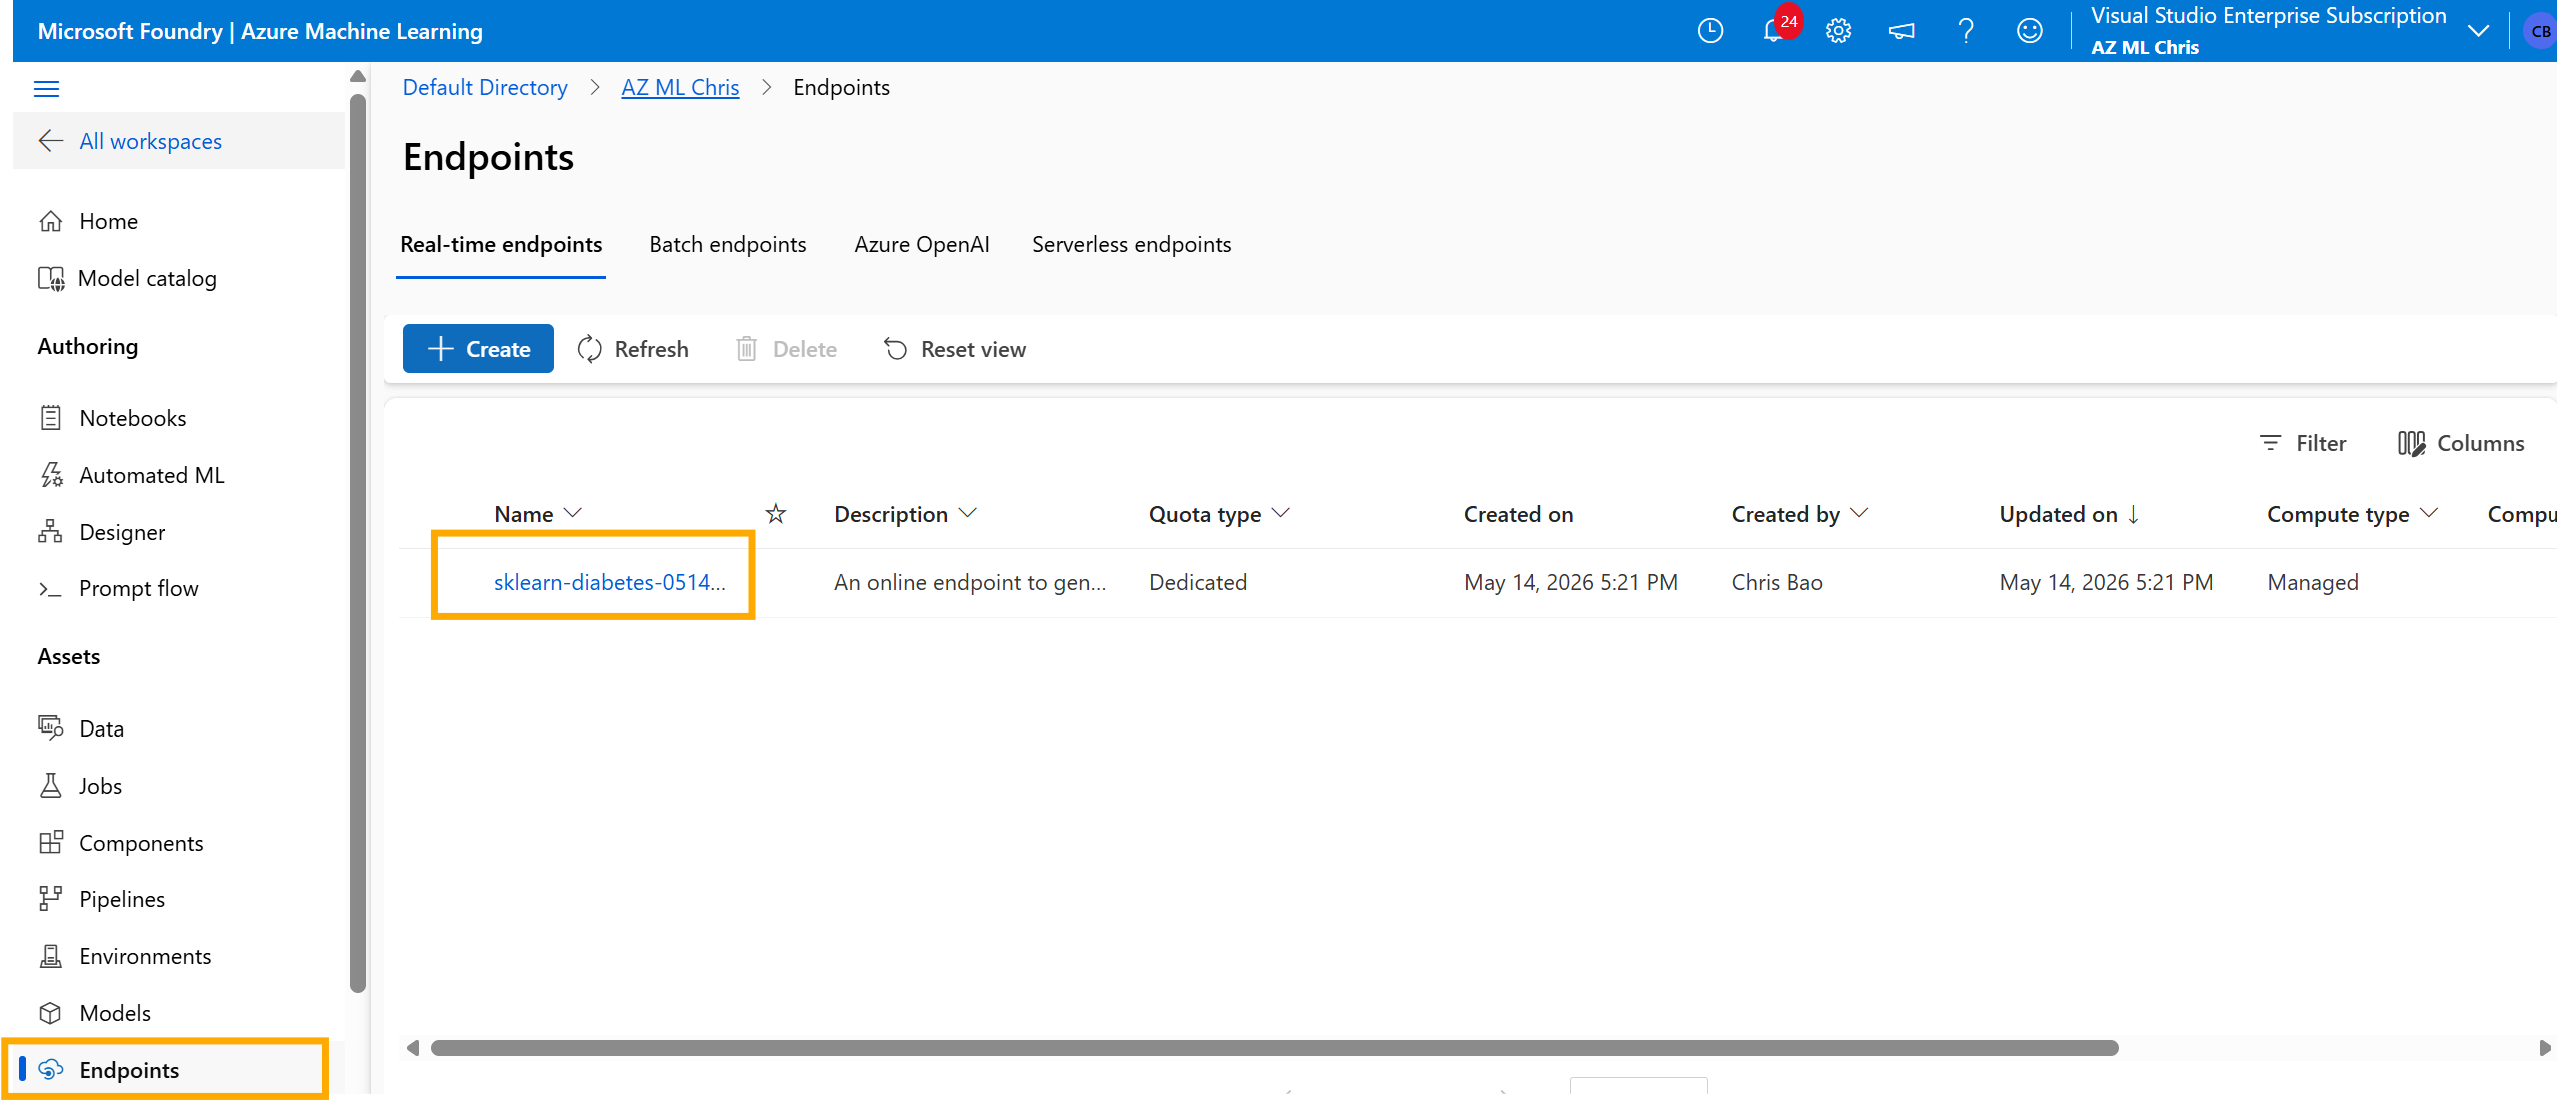 Microsoft Foundry | Azure Machine Learning
24
Visual Studio Enterprise Subscription
AZ ML Chris
CB
Default Directory > AZ ML Chris > Endpoints
All workspaces
Endpoints
Home
Model catalog
Real-time endpoints Batch endpoints Azure OpenAI Serverless endpoints
Authoring
Create Refresh Delete Reset view
Notebooks
Automated ML
Designer
Prompt flow
Filter Columns
Name Description Quota type Created on Created by Updated on ↓ Compute type Compu
sklearn-diabetes-0514... An online endpoint to gen... Dedicated May 14, 2026 5:21 PM Chris Bao May 14, 2026 5:21 PM Managed
Assets
Data
Jobs
Components
Pipelines
Environments
Models
Endpoints